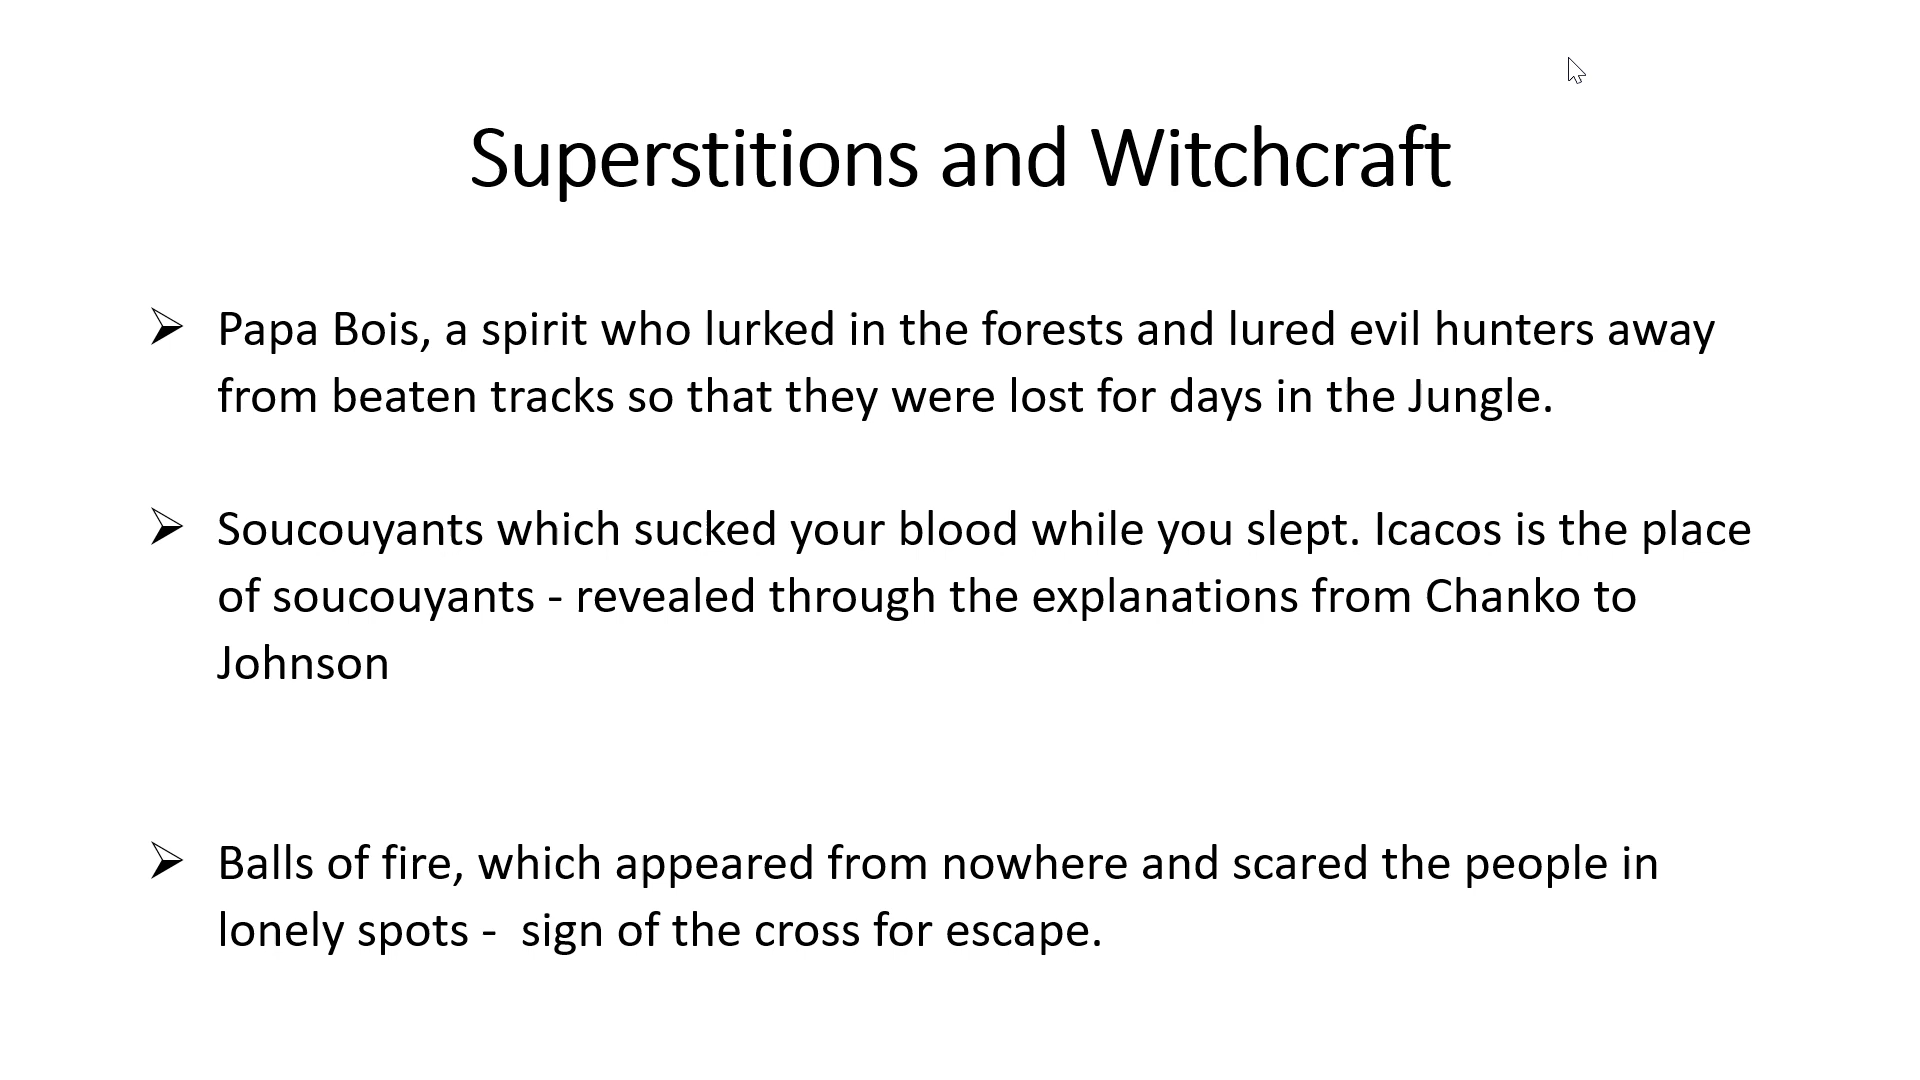 Superstitions and Witchcraft
Papa Bois, a spirit who lurked in the forests and lured evil hunters away
from beaten tracks so that they were lost for days in the Jungle.
Soucouyants which sucked your blood while you slept. Icacos is the place
of soucouyants - revealed through the explanations from Chanko to
Johnson
Balls of fire, which appeared from nowhere and scared the people in
lonely spots -  sign of the cross for escape.